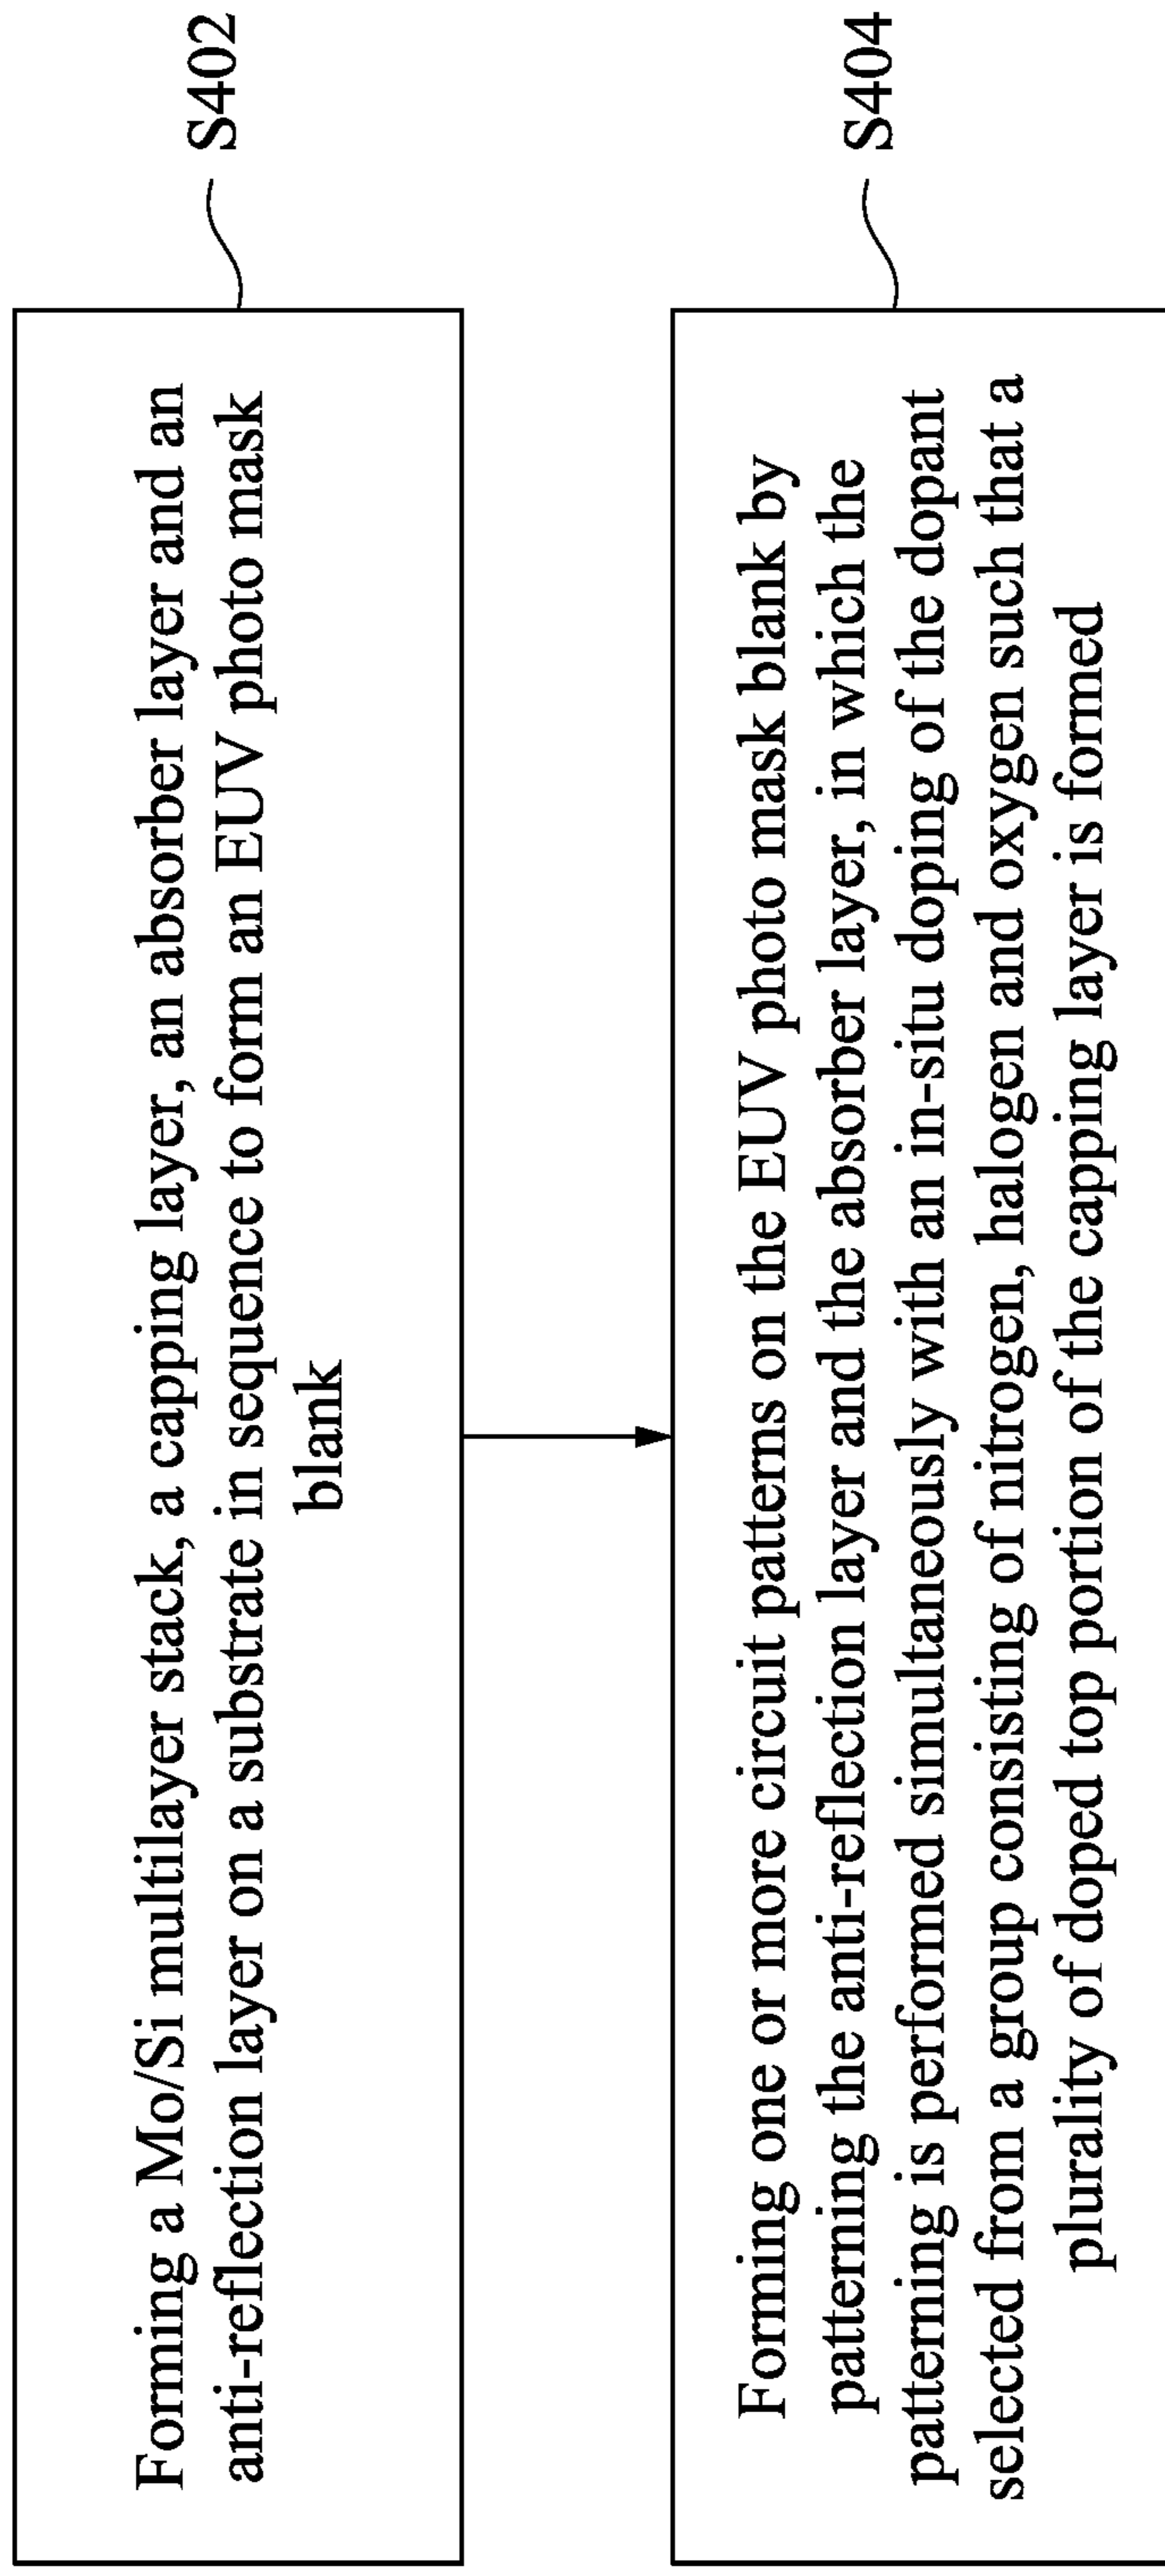 S402
Forming a Mo/Si multilayer stack, a capping layer, an absorber layer and an
anti-reflection layer on a substrate in sequence to form an EUV photo mask
blank
S404
Forming one or more circuit patterns on the EUV photo mask blank by
patterning the anti-reflection layer and the absorber layer, in which the
patterning is performed simultaneously with an in-situ doping of the dopant
selected from a group consisting of nitrogen, halogen and oxygen such that a
plurality of doped top portion of the capping layer is formed